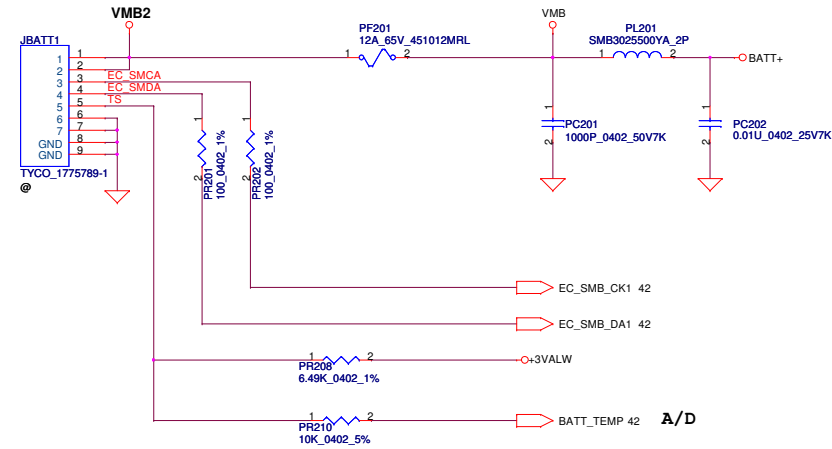 VMB2
VMB
PF201
12A_65V_451012MRL
PL201
SMB3025500YA_2P
JBATT1
1 2
1 2
BATT+
1 1
2 2
3 3 EC_SMCA
4 4 EC_SMDA
5 5 TS
6 6
7 7
GND 8
GND 9
TYCO_1775789-1
@
1
2
PR201
100_0402_1%
1
2
PR202
100_0402_1%
1
2
PC201
1000P_0402_50V7K
1
2
PC202
0.01U_0402_25V7K
EC_SMB_CK1 42
EC_SMB_DA1 42
1 2
PR208
6.49K_0402_1%
+3VALW
1 2
PR210
10K_0402_5%
BATT_TEMP 42
A/D